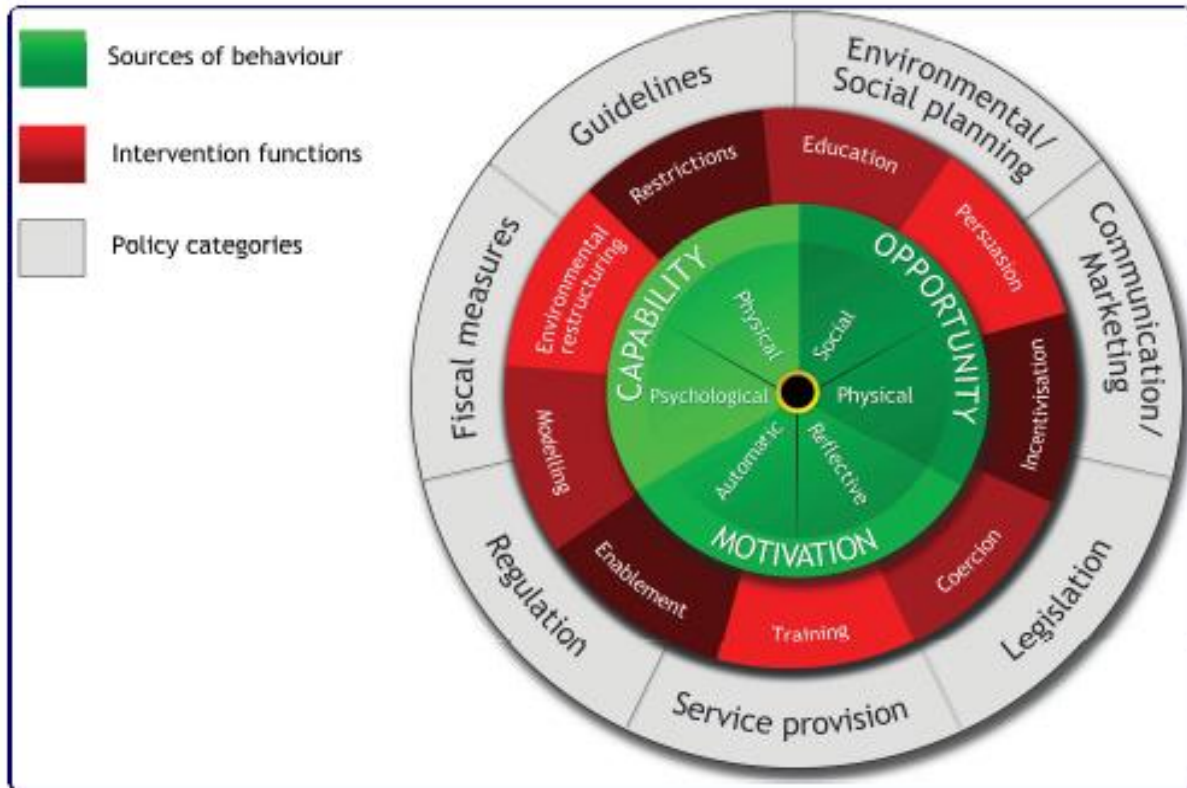 Sources of behaviour
Intervention functions
Policy categories
Guidelines
Environmental/
Social planning
Communication/
Marketing
Legislation
Service provision
Regulation
Fiscal measures
Restrictions
Education
Persuasion
Incentivisation
Coercion
Training
Enablement
Modelling
Environmental
restructuring
CAPABILITY
OPPORTUNITY
MOTIVATION
Physical
Social
Psychological
Physical
Automatic
Reflective